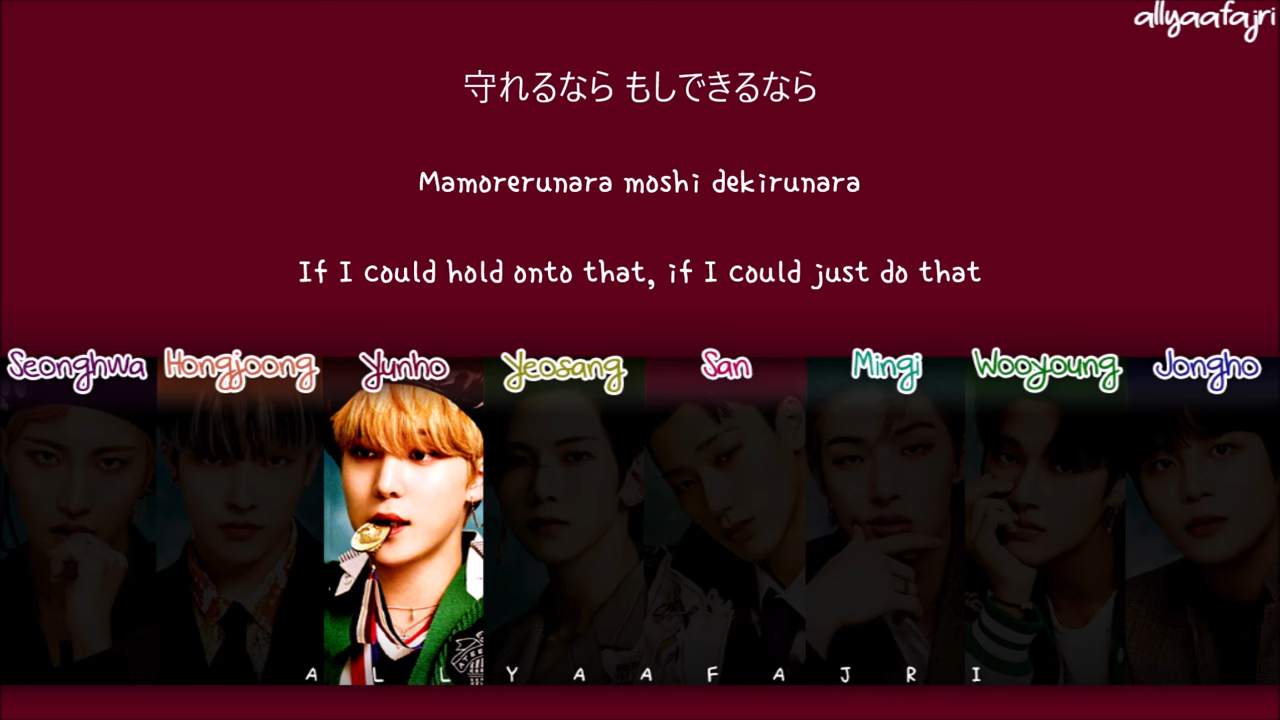 allyaafajri
守れるなら もしできるなら
Mamorerunara moshi dekirunara
If I could hold onto that, if I could just do that
Seonghwa Hongjoong Yunho Yeosang San Mingi Wooyoung Jongho
A L L Y A A F A J R I